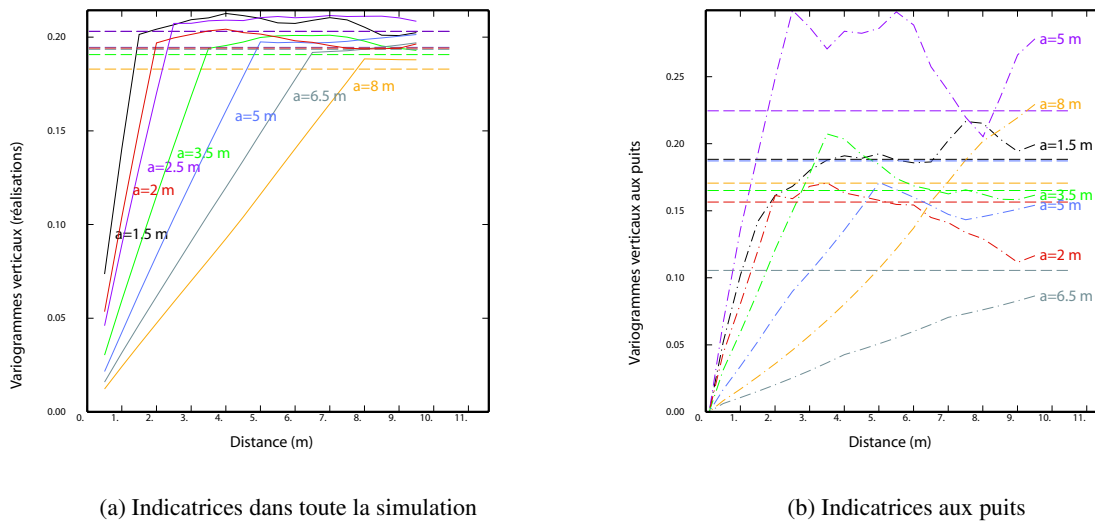 Variogrammes verticaux (réalisations)
0.20
0.15
0.10
0.05
0.00
0. 1. 2. 3. 4. 5. 6. 7. 8. 9. 10. 11.
Distance (m)
a=8 m
a=6.5 m
a=5 m
a=3.5 m
a=2.5 m
a=2 m
a=1.5 m
(a) Indicatrices dans toute la simulation
Variogrammes verticaux aux puits
0.25
0.20
0.15
0.10
0.05
0.00
0. 1. 2. 3. 4. 5. 6. 7. 8. 9. 10. 11.
Distance (m)
a=5 m
a=8 m
a=1.5 m
a=3.5 m
a=5 m
a=2 m
a=6.5 m
(b) Indicatrices aux puits